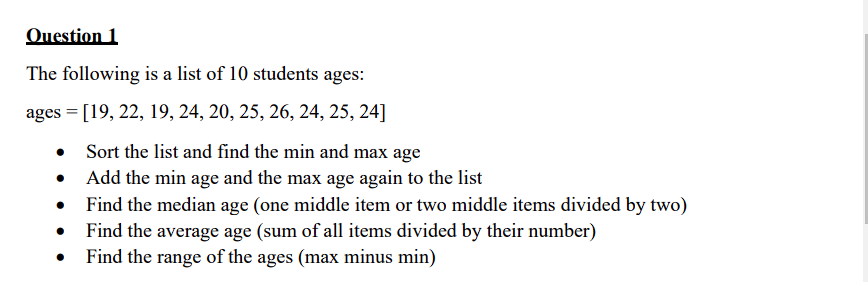 Question 1
The following is a list of 10 students ages:
ages = [19, 22, 19, 24, 20, 25, 26, 24, 25, 24]
• Sort the list and find the min and max age
• Add the min age and the max age again to the list
• Find the median age (one middle item or two middle items divided by two)
• Find the average age (sum of all items divided by their number)
• Find the range of the ages (max minus min)